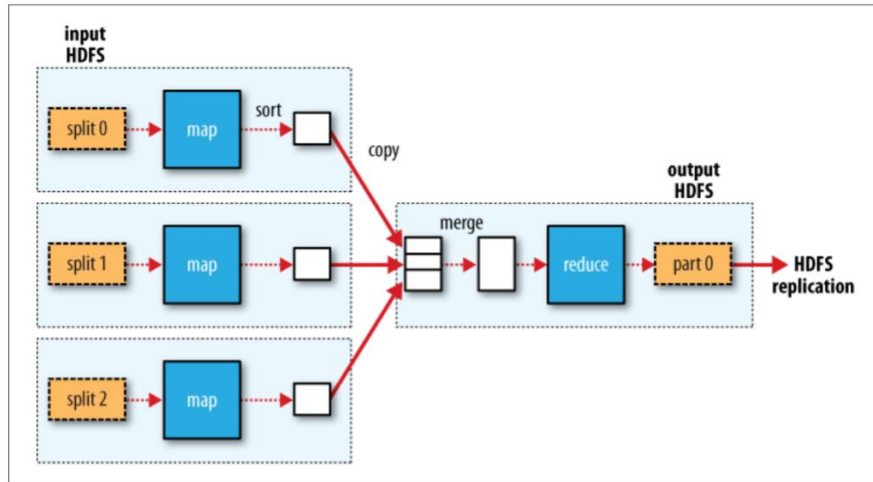 input
HDFS
split 0
map
sort
copy
split 1
map
split 2
map
merge
reduce
output
HDFS
part 0
HDFS
replication